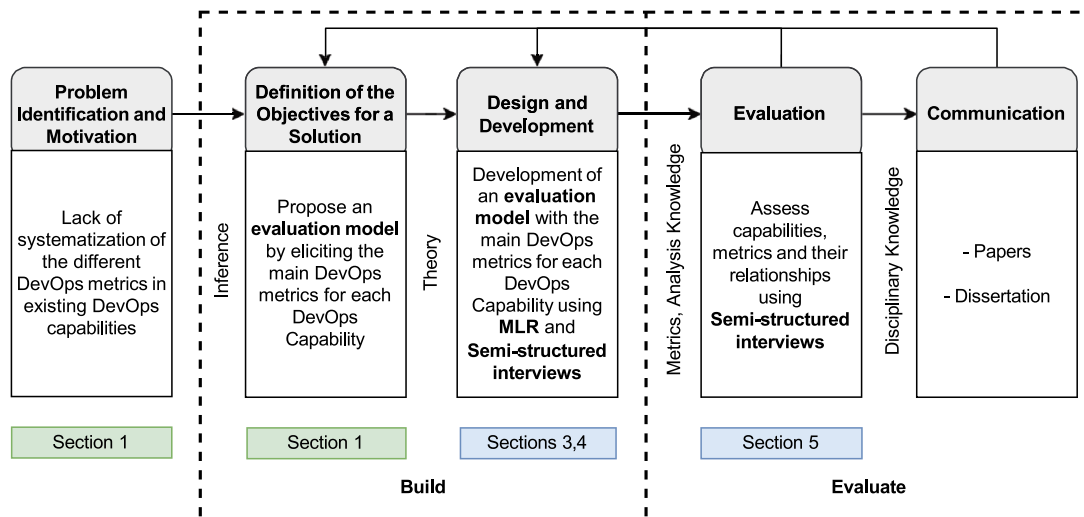 Problem
Identification and
Motivation
Lack of
systematization of
the different
DevOps metrics in
existing DevOps
capabilities
Section 1
Inference
Definition of the
Objectives for a
Solution
Propose an
evaluation model
by eliciting the
main DevOps
metrics for each
DevOps
Capability
Section 1
Theory
Design and
Development
Development of
an evaluation
model with the
main DevOps
metrics for each
DevOps
Capability using
MLR and
Semi-structured
interviews
Sections 3,4
Build
Metrics, Analysis Knowledge
Evaluation
Assess
capabilities,
metrics and their
relationships
using
Semi-structured
interviews
Section 5
Disciplinary Knowledge
Communication
- Papers
- Dissertation
Evaluate